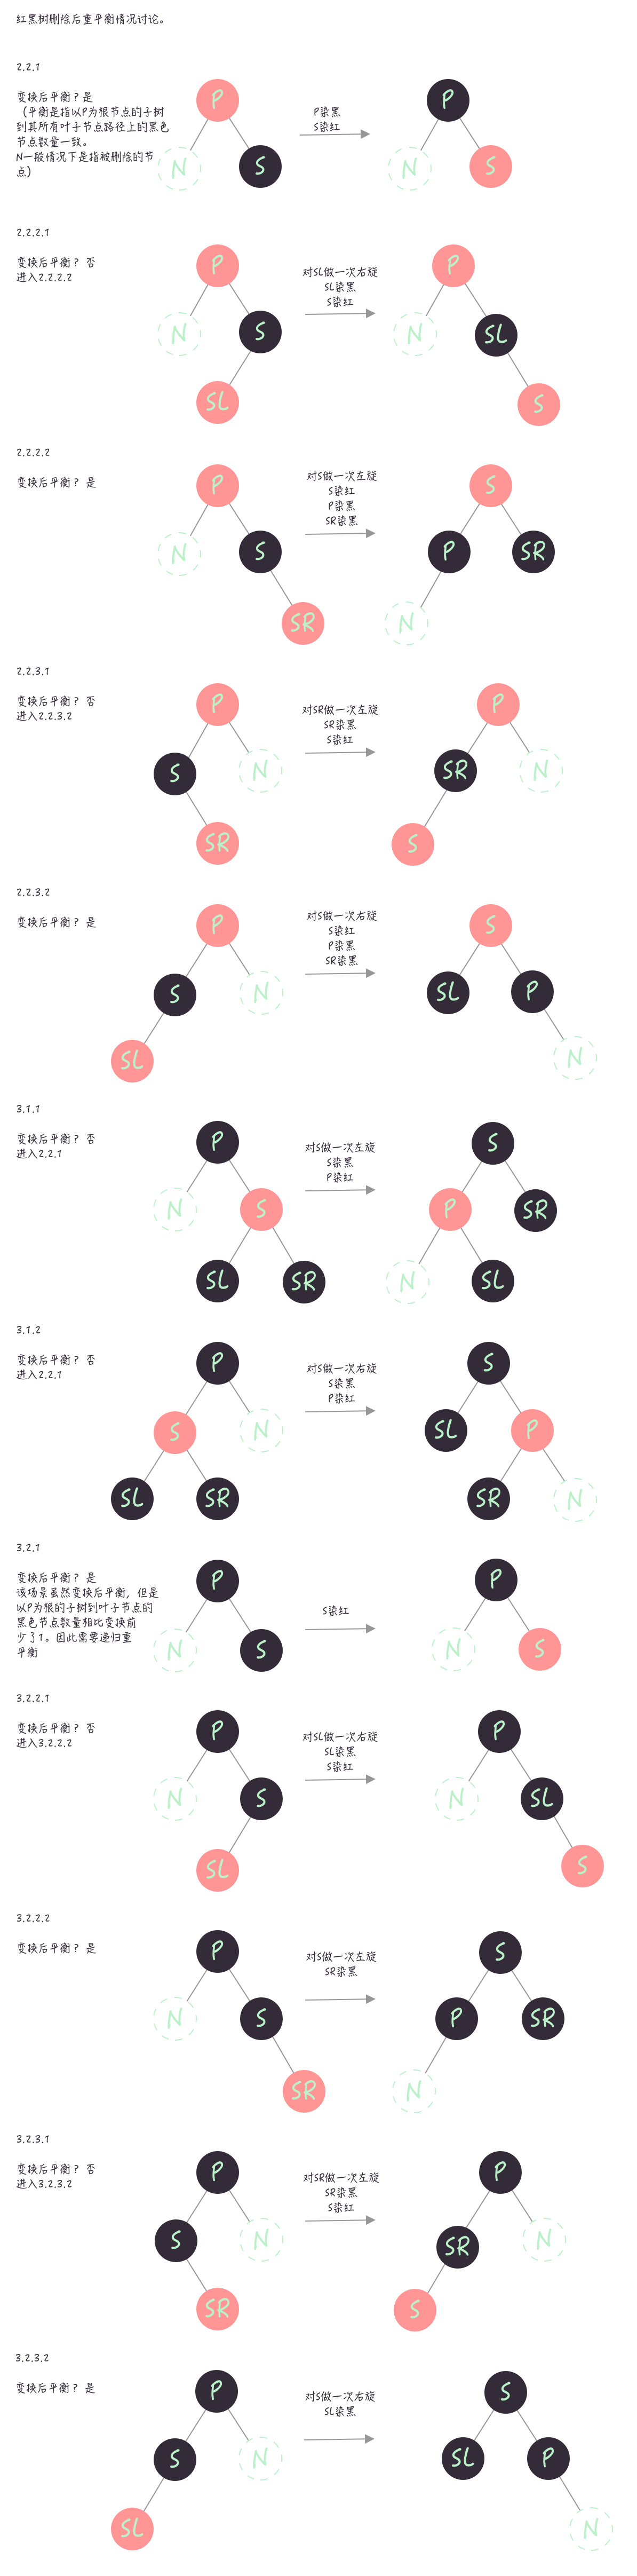 红黑树删除后重平衡情况讨论。
2.2.1
变换后平衡？是
（平衡是指以P为根节点的子树
到其所有叶子节点路径上的黑色
节点数量一致。
N一般情况下是指被删除的节
点）
P
N
S
P染黑
S染红
P
N
S
2.2.2.1
变换后平衡？ 否
进入2.2.2.2
P
N
S
SL
对SL做一次右旋
SL染黑
S染红
P
N
SL
S
2.2.2.2
变换后平衡？ 是
P
N
S
SR
对S做一次左旋
S染红
P染黑
SR染黑
S
P
SR
N
2.2.3.1
变换后平衡？ 否
进入2.2.3.2
P
S
N
SR
对SR做一次左旋
SR染黑
S染红
P
SR
N
S
2.2.3.2
变换后平衡？ 是
P
S
N
SL
对S做一次右旋
S染红
P染黑
SR染黑
S
SL
P
N
3.1.1
变换后平衡？ 否
进入2.2.1
P
N
S
SL
SR
对S做一次左旋
S染黑
P染红
S
P
SR
N
SL
3.1.2
变换后平衡？ 否
进入2.2.1
P
S
N
SL
SR
对S做一次右旋
S染黑
P染红
S
SL
P
SR
N
3.2.1
变换后平衡？ 是
该场景虽然变换后平衡，但是
以P为根的子树到叶子节点的
黑色节点数量相比变换前
少了1。因此需要递归重
平衡
P
N
S
S染红
P
N
S
3.2.2.1
变换后平衡？ 否
进入3.2.2.2
P
N
S
SL
对SL做一次右旋
SL染黑
S染红
P
N
SL
S
3.2.2.2
变换后平衡？ 是
P
N
S
SR
对S做一次左旋
SR染黑
S
P
SR
N
3.2.3.1
变换后平衡？ 否
进入3.2.3.2
P
S
N
SR
对SR做一次左旋
SR染黑
S染红
P
SR
N
S
3.2.3.2
变换后平衡？ 是
P
S
N
SL
对S做一次右旋
SL染黑
S
SL
P
N